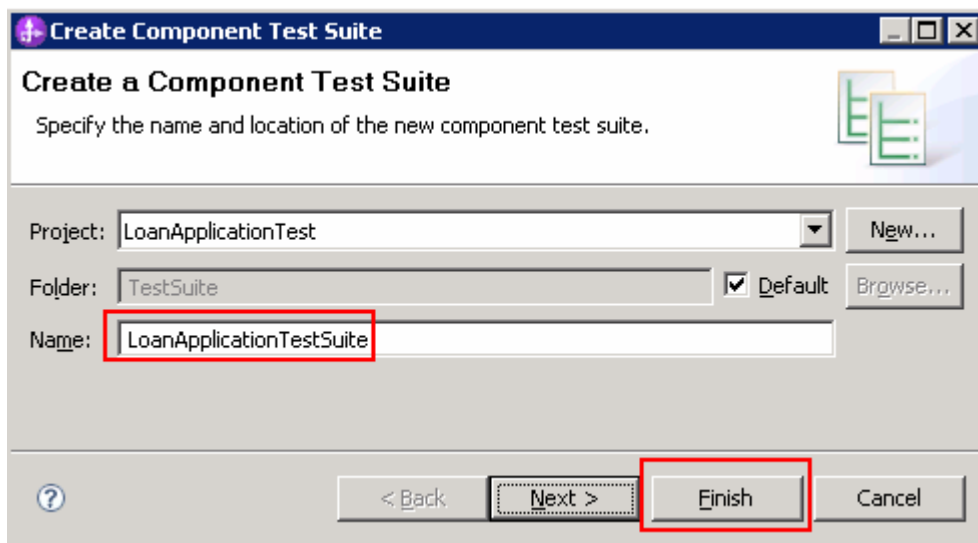 Create Component Test Suite
Create a Component Test Suite
Specify the name and location of the new component test suite.
Project: LoanApplicationTest New...
Folder: TestSuite Default Browse...
Name: LoanApplicationTestSuite
? < Back Next > Finish Cancel